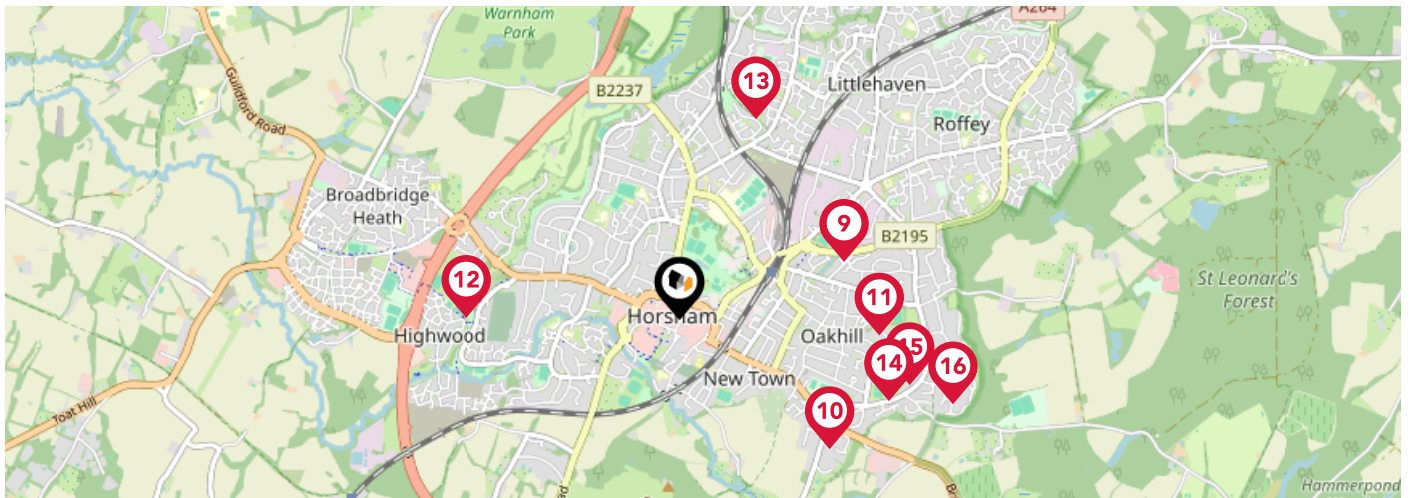 Warnham
Park
A264
Guildford Road
B2237
13
Littlehaven
Roffey
Broadbridge
Heath
9
B2195
12
11
St Leonard's
Forest
Horsham
Highwood
Oakhill
15
14
16
New Town
10
Toat Hill
Hammerpond